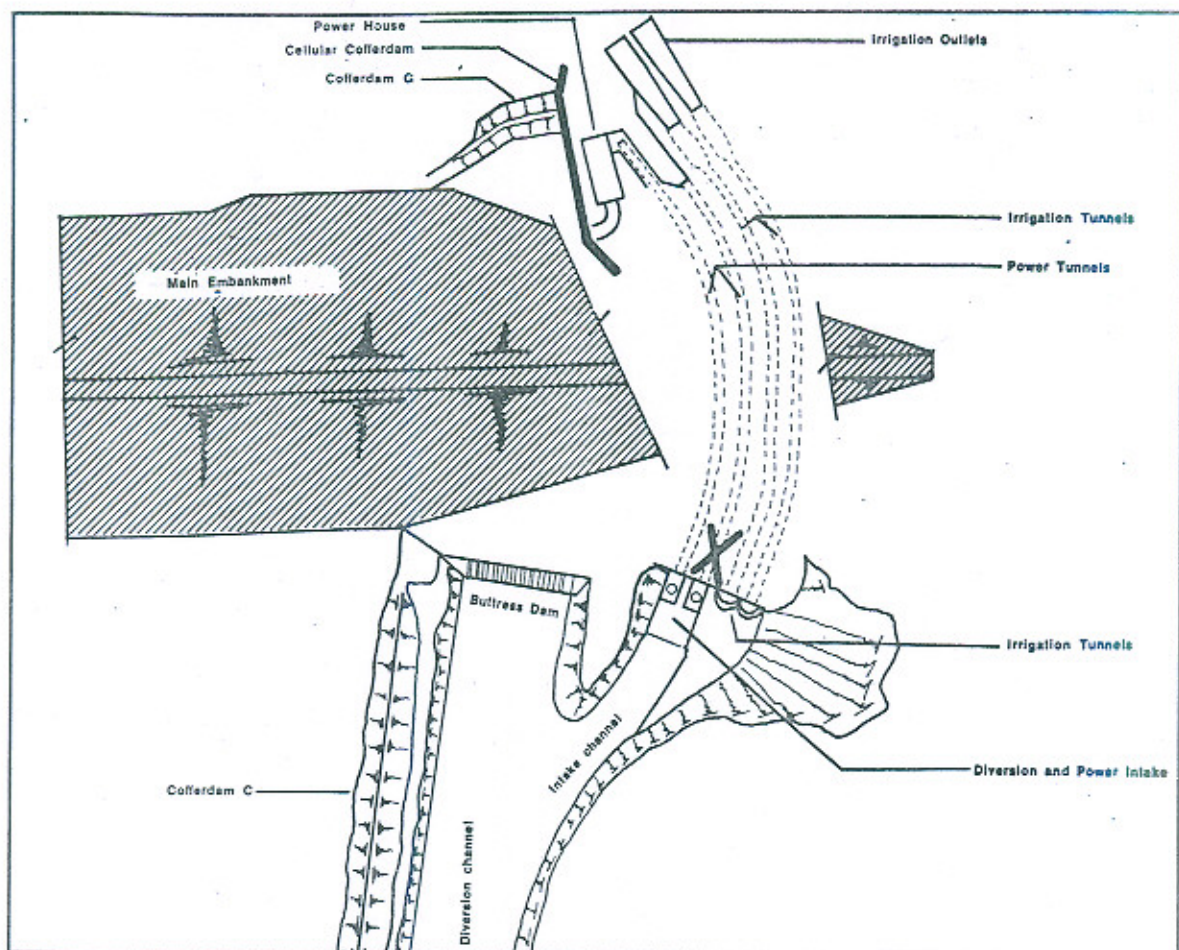 Power House
Cellular Cofferdam
Cofferdam G
Irrigation Outlets
Irrigation Tunnels
Main Embankment
Power Tunnels
Buttress Dam
Irrigation Tunnels
Intake channel
Diversion and Power Intake
Cofferdam C
Diversion channel